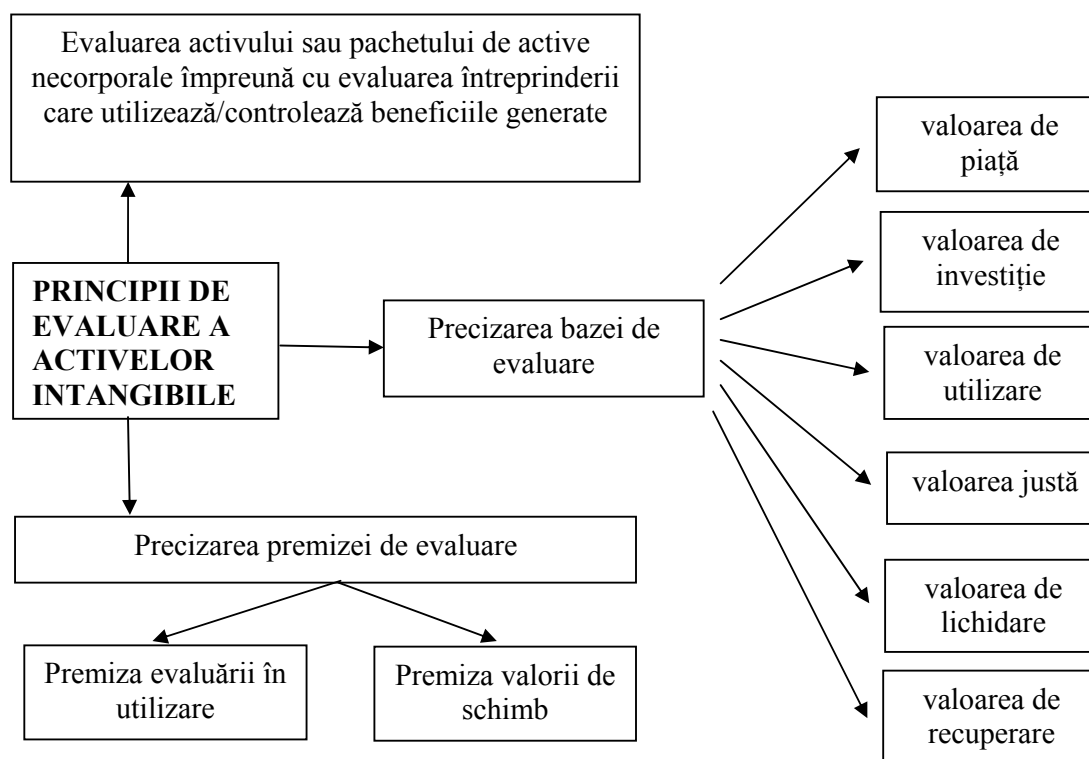 Evaluarea activului sau pachetului de active
necorporale împreună cu evaluarea întreprinderii
care utilizează/controlează beneficiile generate
PRINCIPII DE
EVALUARE A
ACTIVELOR
INTANGIBILE
Precizarea bazei de
evaluare
valoarea de
piață
valoarea de
investiție
valoarea de
utilizare
valoarea justă
valoarea de
lichidare
valoarea de
recuperare
Precizarea premizei de evaluare
Premiza evaluării în
utilizare
Premiza valorii de
schimb